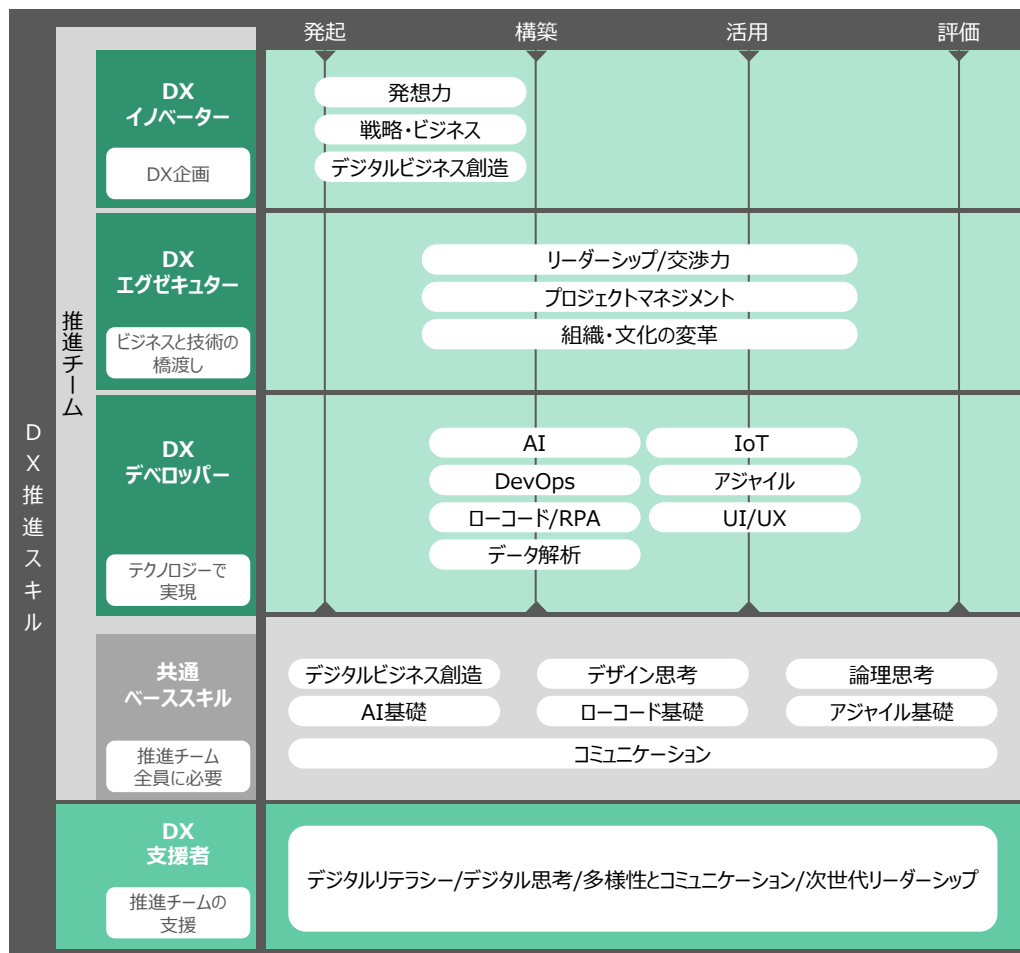 発起
構築
活用
評価
DX推進スキル
推進チーム
DX
イノベーター
DX企画
発想力
戦略・ビジネス
デジタルビジネス創造
DX
エグゼキュター
ビジネスと技術の
橋渡し
リーダーシップ/交渉力
プロジェクトマネジメント
組織・文化の変革
DX
デベロッパー
テクノロジーで
実現
AI
IoT
DevOps
アジャイル
ローコード/RPA
UI/UX
データ解析
共通
ベーススキル
推進チーム
全員に必要
デジタルビジネス創造
デザイン思考
論理思考
AI基礎
ローコード基礎
アジャイル基礎
コミュニケーション
DX
支援者
推進チームの
支援
デジタルリテラシー/デジタル思考/多様性とコミュニケーション/次世代リーダーシップ